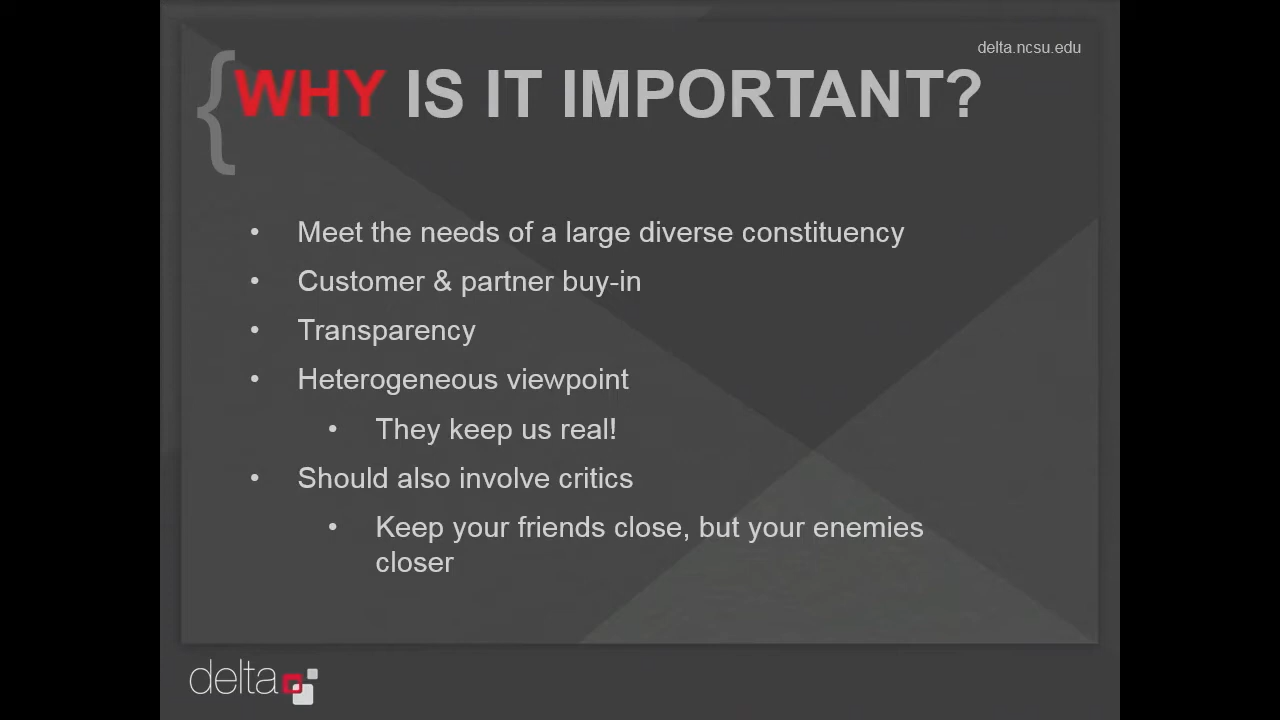 delta.ncsu.edu
{WHY IS IT IMPORTANT?
• Meet the needs of a large diverse constituency
• Customer & partner buy-in
• Transparency
• Heterogeneous viewpoint
• They keep us real!
• Should also involve critics
• Keep your friends close, but your enemies
closer
delta